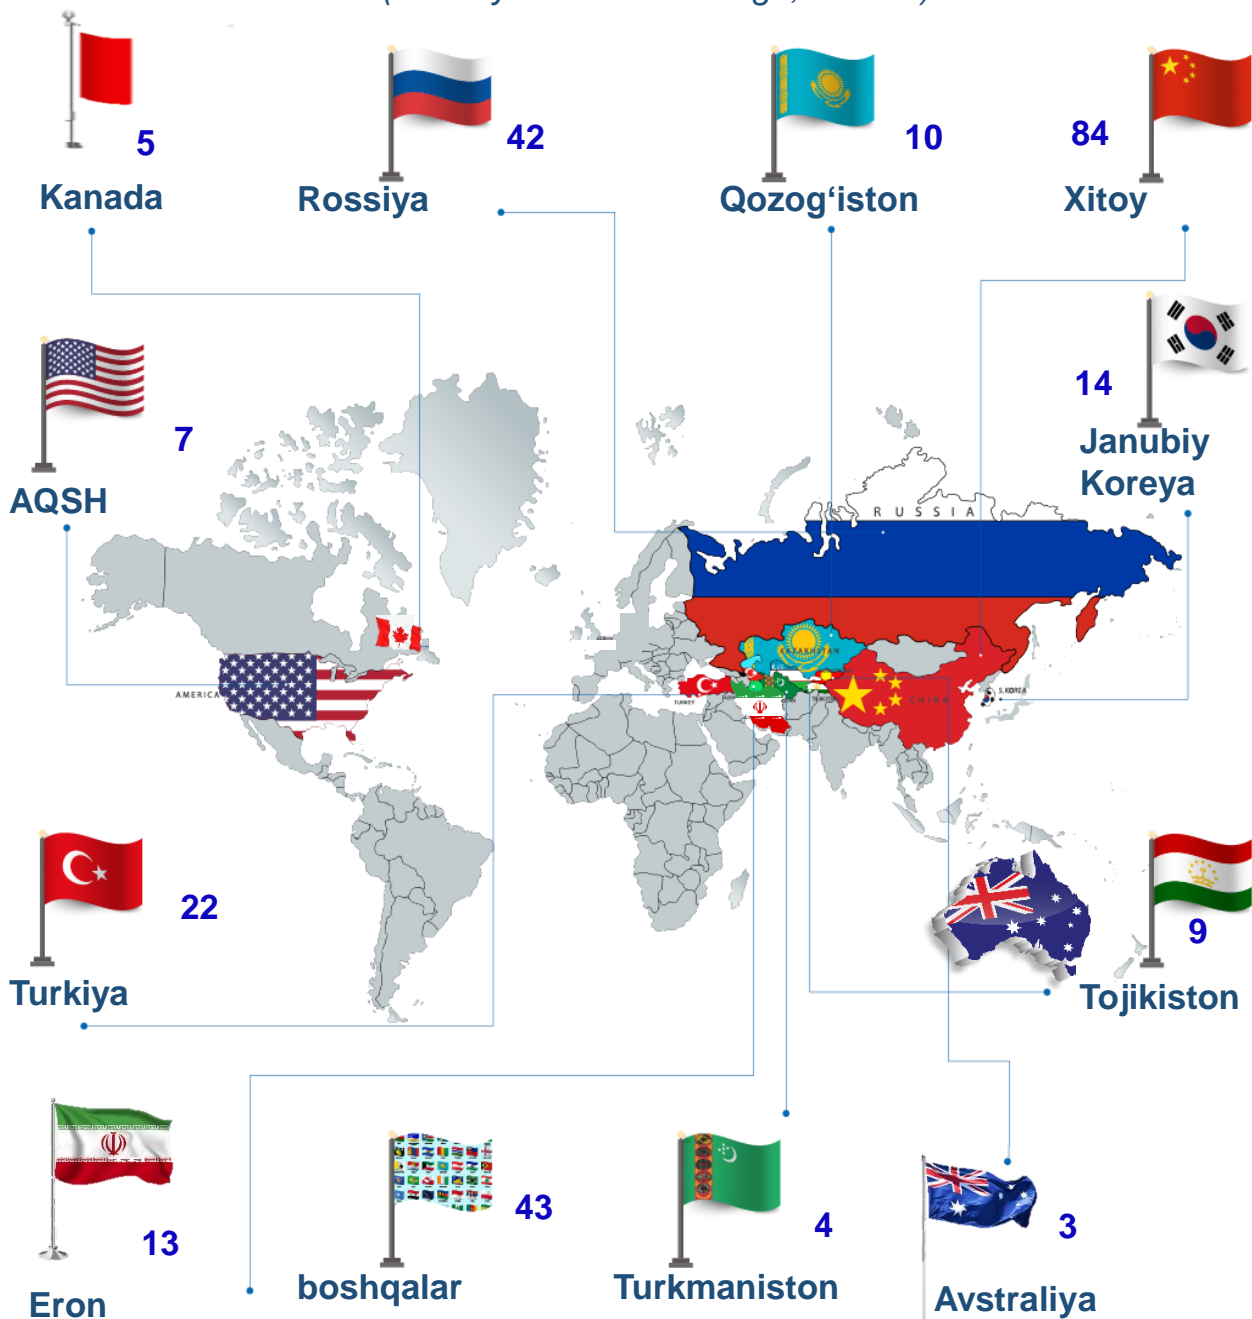 5
42
10
84
Kanada
Rossiya
Qozog‘iston
Xitoy
14
7
Janubiy
Koreya
AQSH
RUSSIA
KAZAKHSTAN
AMERICA
TURKEY
CHINA
S.KOREA
22
9
Turkiya
Tojikiston
13
43
4
3
Eron
boshqalar
Turkmaniston
Avstraliya